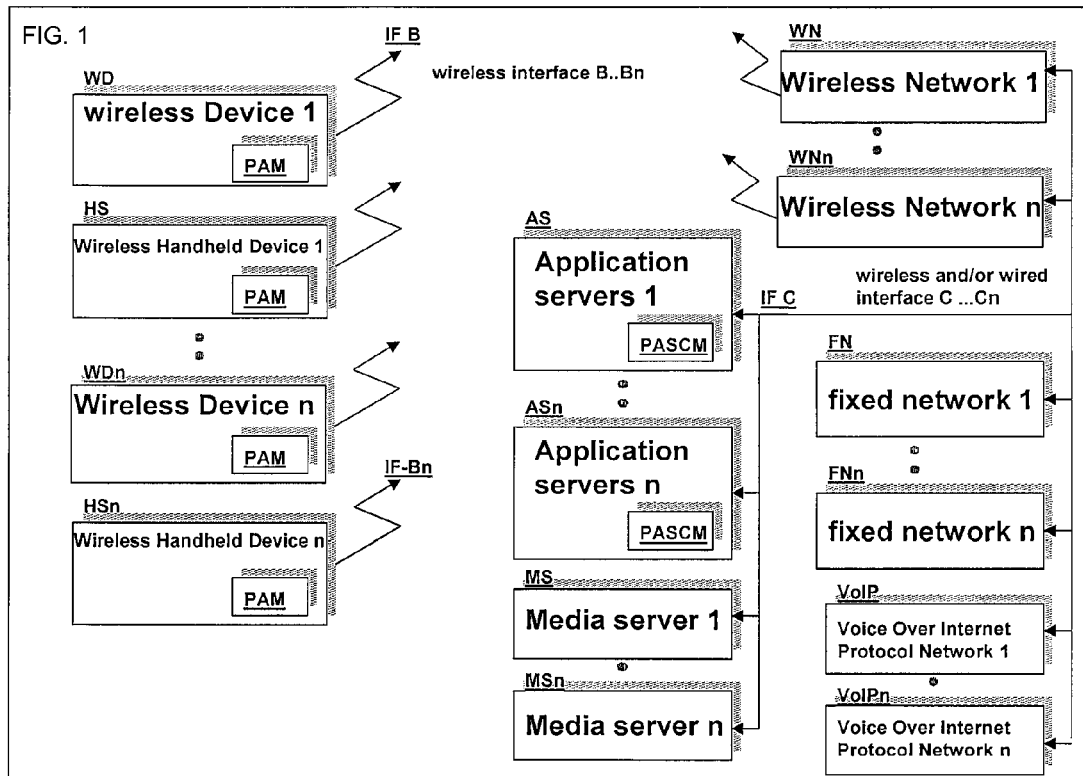 FIG. 1
IF B
wireless interface B..Bn
WD
wireless Device 1
PAM
HS
Wireless Handheld Device 1
PAM
WDn
Wireless Device n
PAM
IF-Bn
HSn
Wireless Handheld Device n
PAM
AS
Application
servers 1
PASCM
ASn
Application
servers n
PASCM
MS
Media server 1
MSn
Media server n
IF C
wireless and/or wired
interface C ...Cn
WN
Wireless Network 1
WNn
Wireless Network n
FN
fixed network 1
FNn
fixed network n
VoIP
Voice Over Internet
Protocol Network 1
VoIPn
Voice Over Internet
Protocol Network n